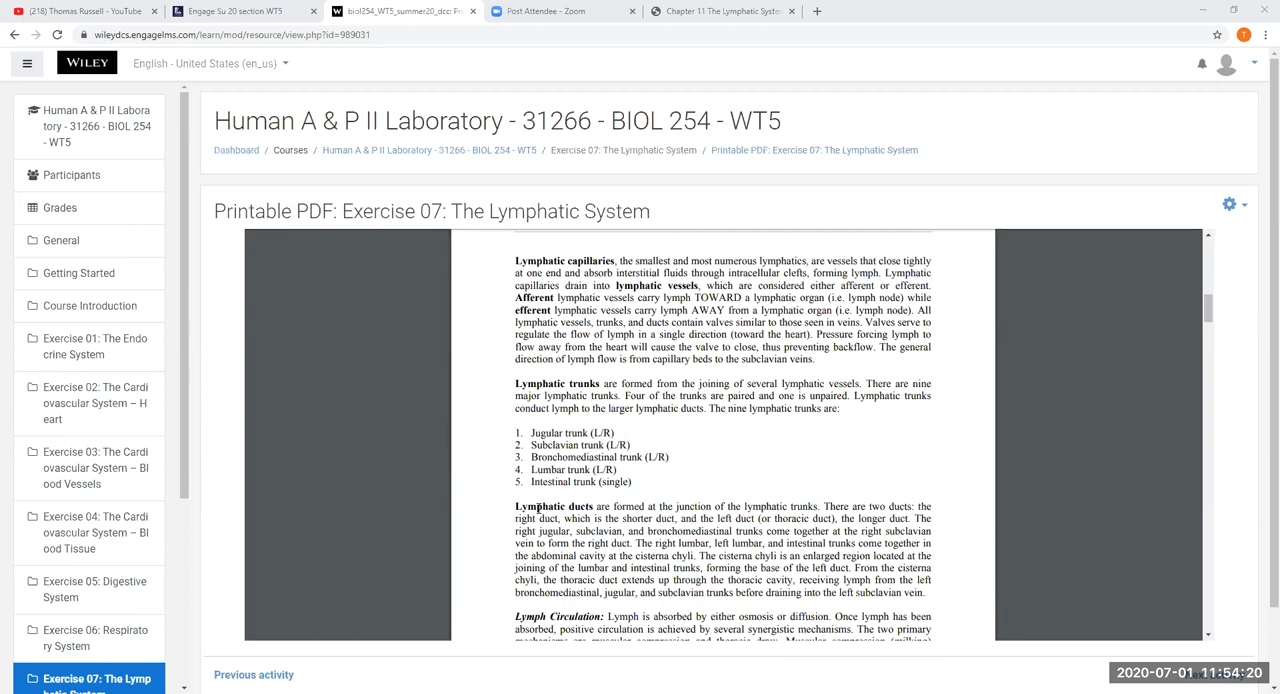 (218) Thomas Russell - YouTube
Engage Su 20 section WT5
biol254_WT5_summer20_dcc: Pri
Post Attendee - Zoom
Chapter 11 The Lymphatic System
wileydcs.engagelms.com/learn/mod/resource/view.php?id=989031
T
WILEY
English - United States (en_us)
Human A & P II Labora
tory - 31266 - BIOL 254
- WT5
Participants
Grades
General
Getting Started
Course Introduction
Exercise 01: The Endo
crine System
Exercise 02: The Cardi
ovascular System – H
eart
Exercise 03: The Cardi
ovascular System – Bl
ood Vessels
Exercise 04: The Cardi
ovascular System – Bl
ood Tissue
Exercise 05: Digestive
System
Exercise 06: Respirato
ry System
Exercise 07: The Lymp
hatic System
Human A & P II Laboratory - 31266 - BIOL 254 - WT5
Dashboard / Courses / Human A & P II Laboratory - 31266 - BIOL 254 - WT5 / Exercise 07: The Lymphatic System / Printable PDF: Exercise 07: The Lymphatic System
Printable PDF: Exercise 07: The Lymphatic System
Lymphatic capillaries, the smallest and most numerous lymphatics, are vessels that close tightly
at one end and absorb interstitial fluids through intracellular clefts, forming lymph. Lymphatic
capillaries drain into lymphatic vessels, which are considered either afferent or efferent.
Afferent lymphatic vessels carry lymph TOWARD a lymphatic organ (i.e. lymph node) while
efferent lymphatic vessels carry lymph AWAY from a lymphatic organ (i.e. lymph node). All
lymphatic vessels, trunks, and ducts contain valves similar to those seen in veins. Valves serve to
regulate the flow of lymph in a single direction (toward the heart). Pressure forcing lymph to
flow away from the heart will cause the valve to close, thus preventing backflow. The general
direction of lymph flow is from capillary beds to the subclavian veins.
Lymphatic trunks are formed from the joining of several lymphatic vessels. There are nine
major lymphatic trunks. Four of the trunks are paired and one is unpaired. Lymphatic trunks
conduct lymph to the larger lymphatic ducts. The nine lymphatic trunks are:
1. Jugular trunk (L/R)
2. Subclavian trunk (L/R)
3. Bronchomediastinal trunk (L/R)
4. Lumbar trunk (L/R)
5. Intestinal trunk (single)
Lymphatic ducts are formed at the junction of the lymphatic trunks. There are two ducts: the
right duct, which is the shorter duct, and the left duct (or thoracic duct), the longer duct. The
right jugular, subclavian, and bronchomediastinal trunks come together at the right subclavian
vein to form the right duct. The right lumbar, left lumbar, and intestinal trunks come together in
the abdominal cavity at the cisterna chyli. The cisterna chyli is an enlarged region located at the
joining of the lumbar and intestinal trunks, forming the base of the left duct. From the cisterna
chyli, the thoracic duct extends up through the thoracic cavity, receiving lymph from the left
bronchomediastinal, jugular, and subclavian trunks before draining into the left subclavian vein.
Lymph Circulation: Lymph is absorbed by either osmosis or diffusion. Once lymph has been
absorbed, positive circulation is achieved by several synergistic mechanisms. The two primary
mechanisms are muscular compression and thoracic draw. Muscular compression (milking)
Previous activity
2020-07-01 11:54:20